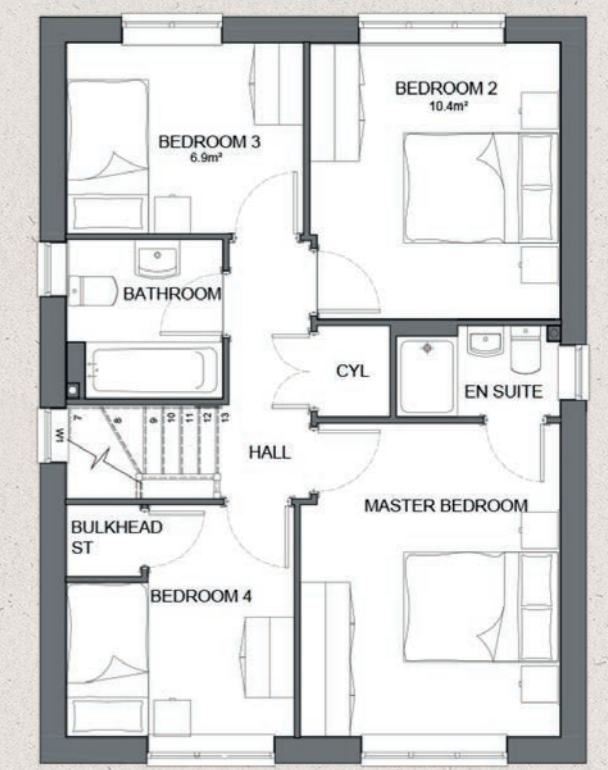 BEDROOM 2
10.4m²
BEDROOM 3
6.9m²
BATHROOM
CYL
EN SUITE
W1
7
8
9
10
11
12
13
HALL
MASTER BEDROOM
BULKHEAD
ST
BEDROOM 4